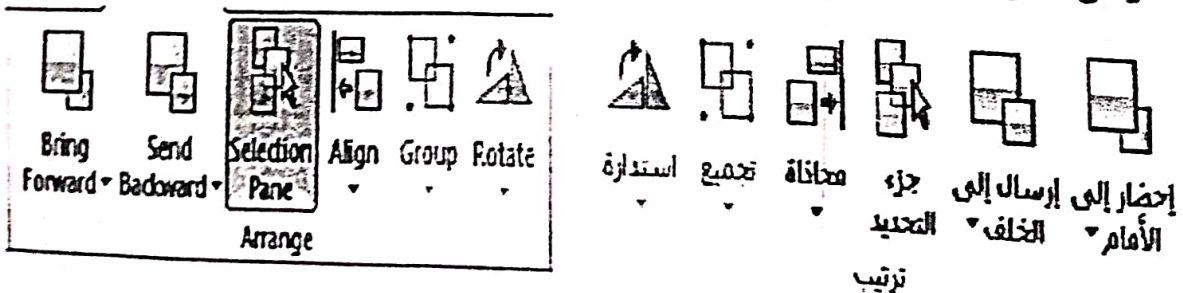 Bring Forward
Send Backward
Selection Pane
Align
Group
Rotate
Arrange
إحضار إلى الأمام
إرسال إلى الخلف
جزء التحديد
محاذاة
تجميع
استدارة
ترتيب